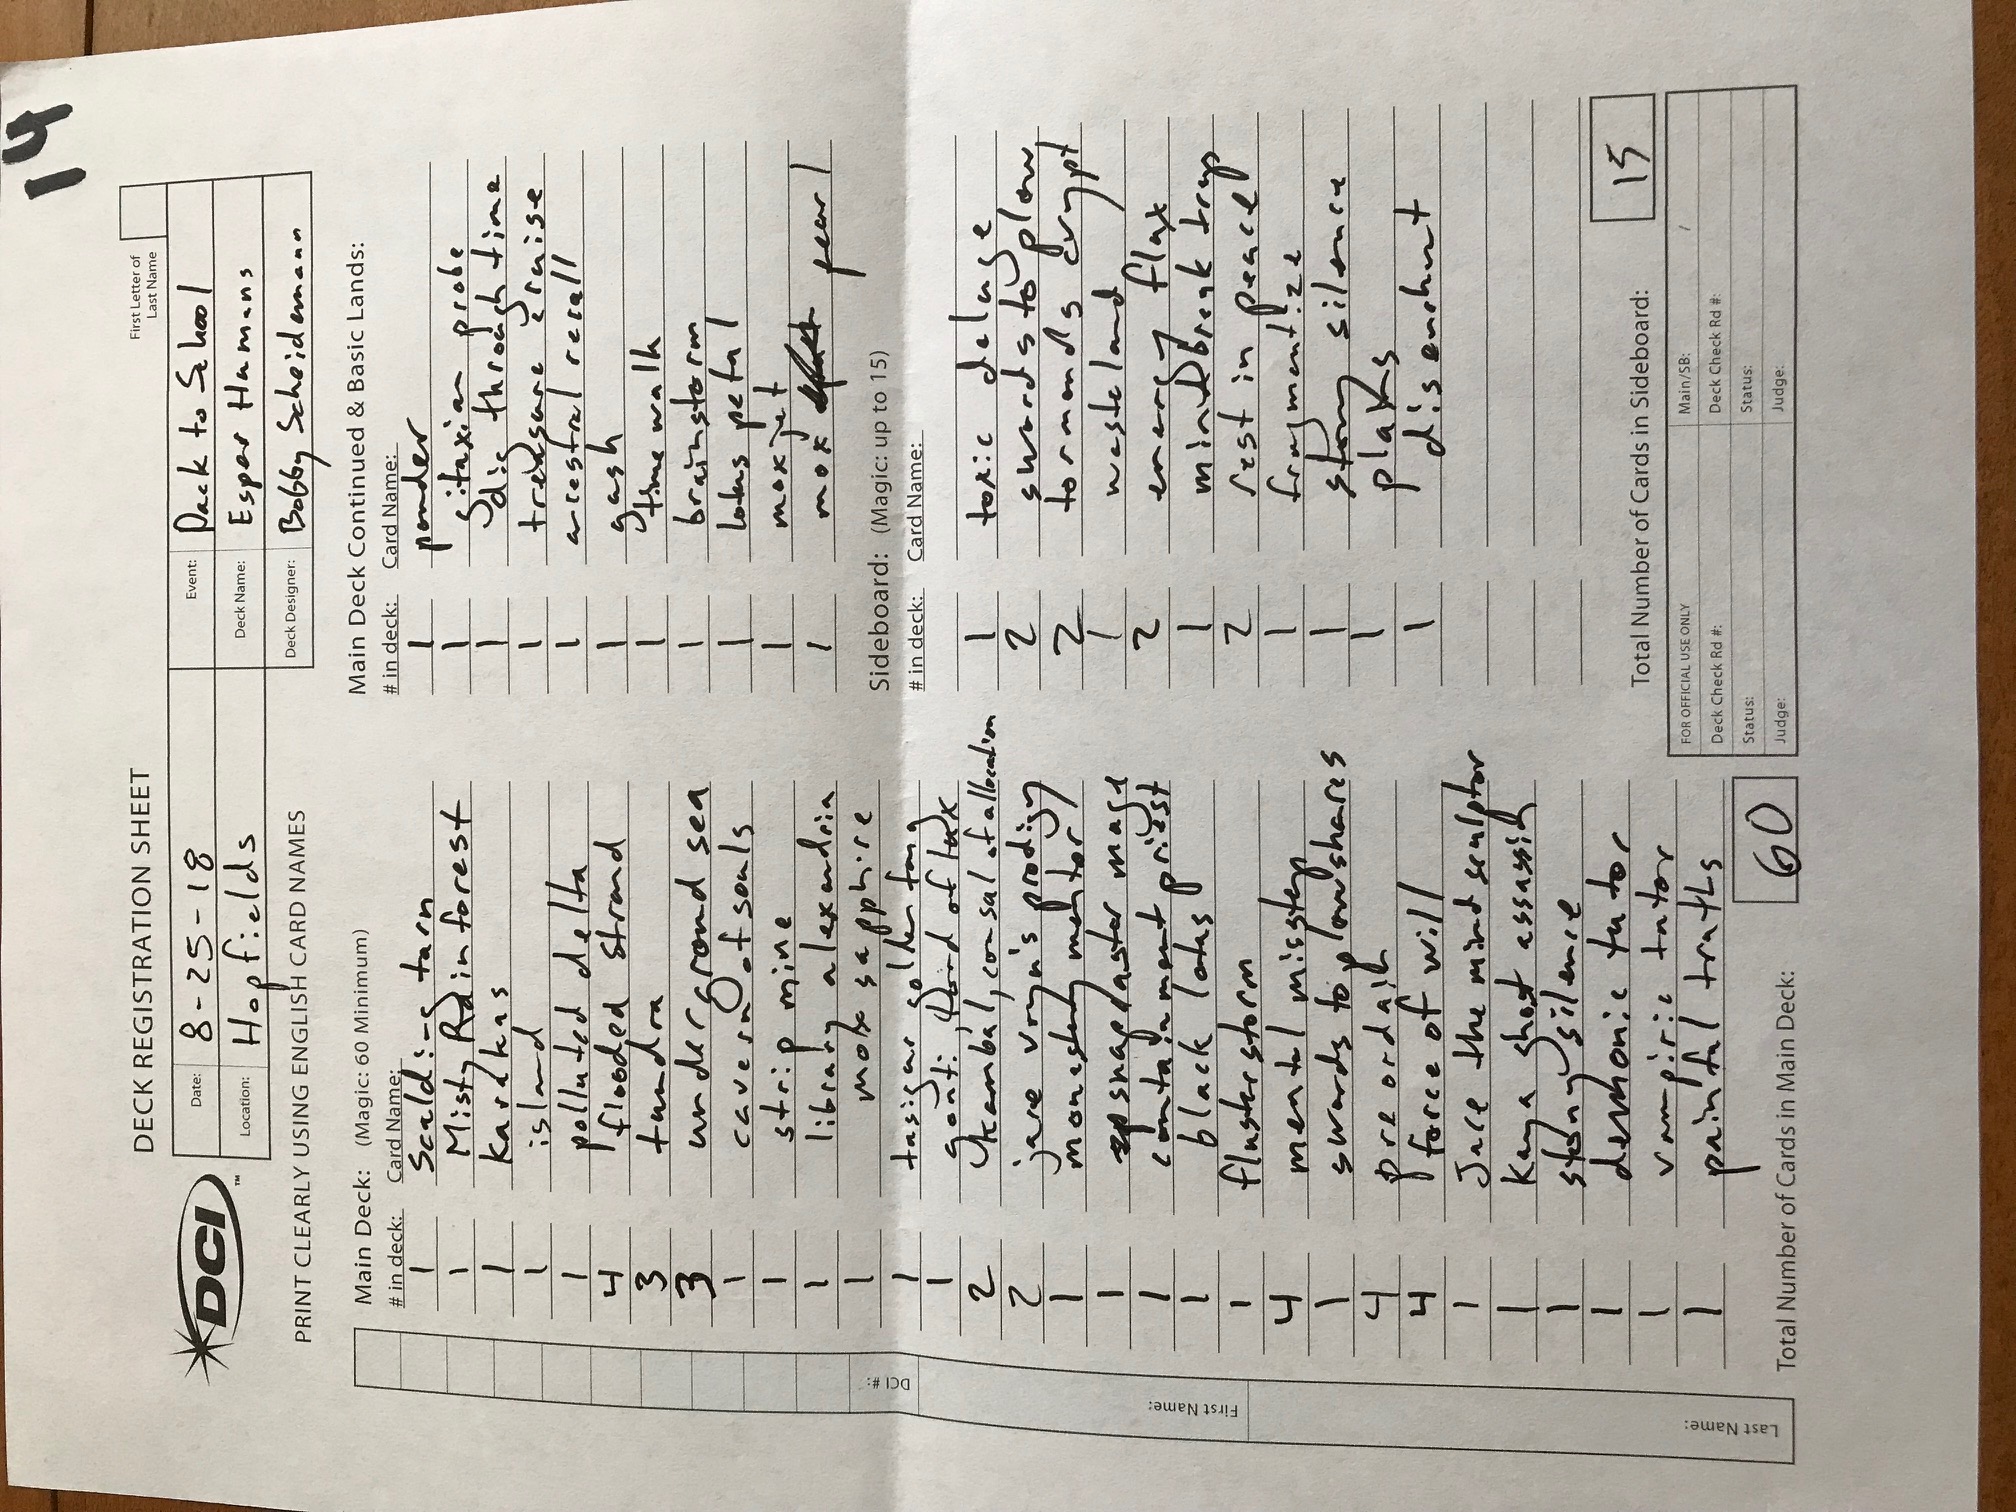 14
DECK REGISTRATION SHEET
First Letter of
Last Name
DCI
™
Date: 8-25-18
Event: Pack to School
Location: Hopfields
Deck Name: Esper Humans
Deck Designer: Bobby Scheidemann
PRINT CLEARLY USING ENGLISH CARD NAMES
Main Deck: (Magic: 60 Minimum)
# in deck: Card Name:
1 Scalding tarn
1 Misty Rainforest
1 Karakas
1 island
1 polluted delta
4 flooded Strand
3 tundra
3 underground sea
1 cavern of souls
1 strip mine
1 library alexandria
1 mox sapphire
1 tasigur golden fang
1 gonti, lord of lux
2 kambal, consul of allocation
2 jace vryn's prodigy
1 monastery mentor
1 snapcaster mage
1 containment priest
1 black lotus
1 flusterstorm
4 mental misstep
1 swords to plowshares
4 preordain
4 force of will
1 Jace the mind sculptor
1 Kaya ghost assassin
1 stony silence
1 demonic tutor
1 vampiric tutor
1 painful truths
Total Number of Cards in Main Deck: 60
Main Deck Continued & Basic Lands:
# in deck: Card Name:
1 ponder
1 gitaxian probe
1 dig through time
1 treasure cruise
1 ancestral recall
1 gush
1 time walk
1 brainstorm
1 lotus petal
1 mox jet
1 mox pearl
Sideboard: (Magic: up to 15)
# in deck: Card Name:
1 toxic deluge
2 swords to plow
2 tormonds crypt
1 wasteland
2 energy flux
1 mindbreak trap
2 rest in peace
1 fragmentize
1 stony silence
1 plains
1 disenchant
Total Number of Cards in Sideboard: 15
FOR OFFICIAL USE ONLY
Main/SB: /
Deck Check Rd #:
Deck Check Rd #:
Status:
Status:
Judge:
Judge:
DCI #:
First Name:
Last Name: